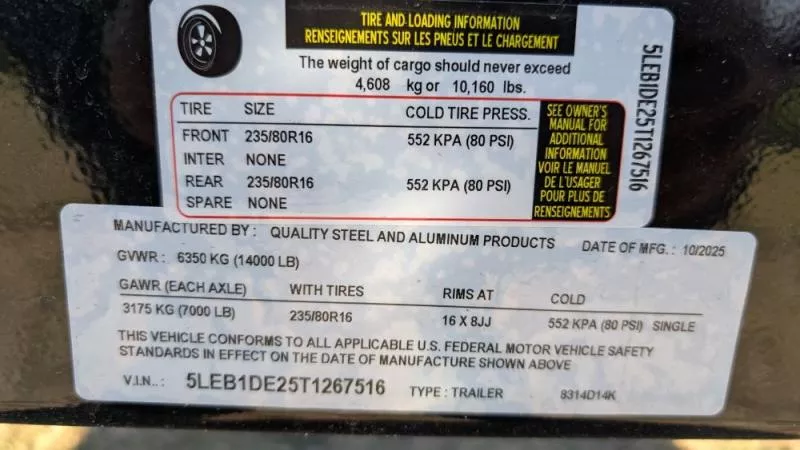 TIRE AND LOADING INFORMATION
RENSEIGNEMENTS SUR LES PNEUS ET LE CHARGEMENT
The weight of cargo should never exceed
4,608 kg or 10,160 lbs.
TIRE SIZE COLD TIRE PRESS.
FRONT 235/80R16 552 KPA (80 PSI)
INTER NONE
REAR 235/80R16 552 KPA (80 PSI)
SPARE NONE
SEE OWNER'S
MANUAL FOR
ADDITIONAL
INFORMATION
VOIR LE MANUEL
DE L'USAGER
POUR PLUS DE
RENSEIGNEMENTS
5LEB1DE25T1267516
MANUFACTURED BY : QUALITY STEEL AND ALUMINUM PRODUCTS DATE OF MFG. : 10/2025
GVWR : 6350 KG (14000 LB)
GAWR (EACH AXLE) WITH TIRES RIMS AT COLD
3175 KG (7000 LB) 235/80R16 16 X 8JJ 552 KPA (80 PSI) SINGLE
THIS VEHICLE CONFORMS TO ALL APPLICABLE U.S. FEDERAL MOTOR VEHICLE SAFETY
STANDARDS IN EFFECT ON THE DATE OF MANUFACTURE SHOWN ABOVE
V.I.N.. : 5LEB1DE25T1267516 TYPE : TRAILER 8314D14K